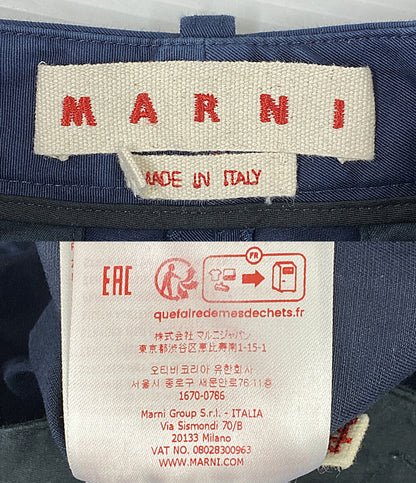 MARNI
MADE IN ITALY
EAC
FR
quefairedemesdechets.fr
株式会社 マルニジャパン
東京都渋谷区恵比寿南1-15-1
오티비코리아 유한회사
서울시 종로구 새문안로76 11층
1670-0786
Marni Group S.r.l. - ITALIA
Via Sismondi 70/B
20133 Milano
VAT NO. 08028300963
WWW.MARNI.COM